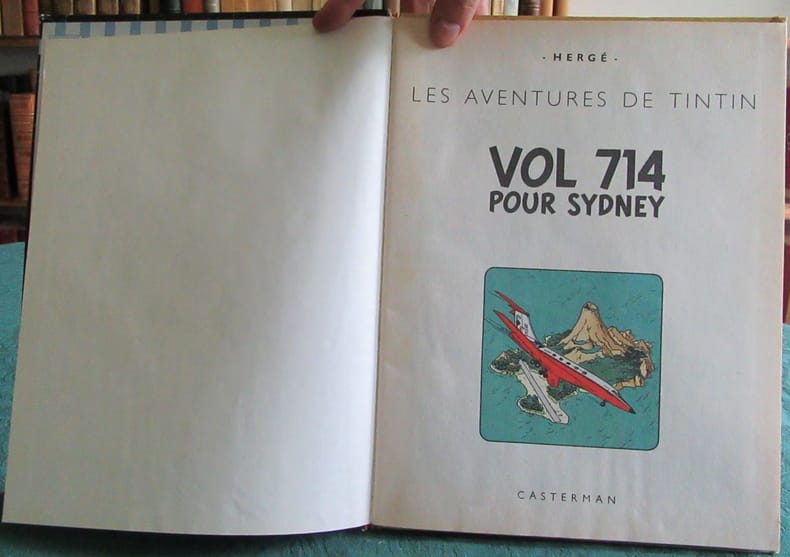 - HERGÉ -
LES AVENTURES DE TINTIN
VOL 714
POUR SYDNEY
CASTERMAN